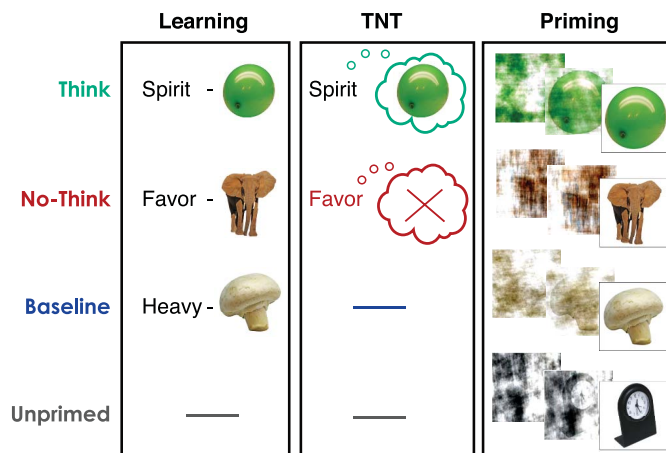 Learning TNT Priming
Think Spirit - Spirit
No-Think Favor - Favor
Baseline Heavy -
Unprimed